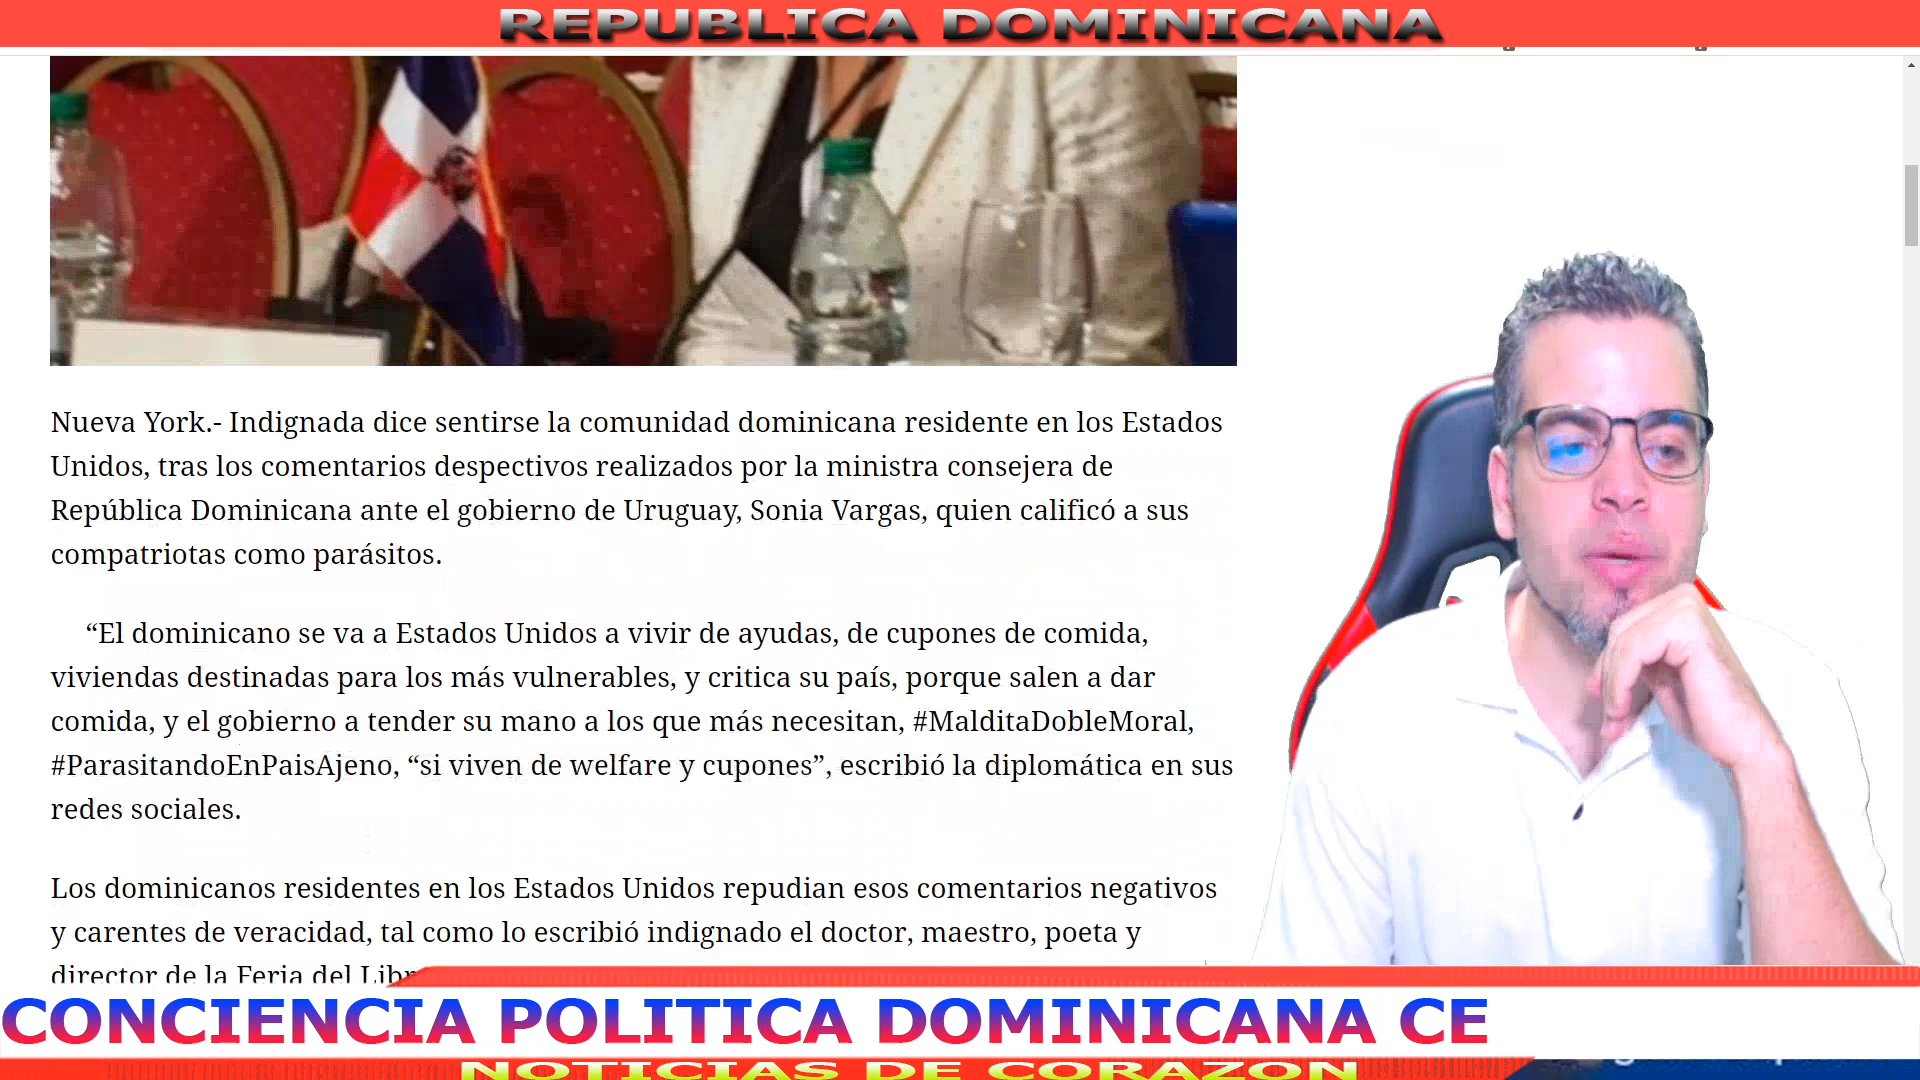 REPUBLICA DOMINICANA
Nueva York.- Indignada dice sentirse la comunidad dominicana residente en los Estados
Unidos, tras los comentarios despectivos realizados por la ministra consejera de
República Dominicana ante el gobierno de Uruguay, Sonia Vargas, quien calificó a sus
compatriotas como parásitos.
“El dominicano se va a Estados Unidos a vivir de ayudas, de cupones de comida,
viviendas destinadas para los más vulnerables, y critica su país, porque salen a dar
comida, y el gobierno a tender su mano a los que más necesitan, #MalditaDobleMoral,
#ParasitandoEnPaisAjeno, “si viven de welfare y cupones”, escribió la diplomática en sus
redes sociales.
Los dominicanos residentes en los Estados Unidos repudian esos comentarios negativos
y carentes de veracidad, tal como lo escribió indignado el doctor, maestro, poeta y
director de la Feria del
CONCIENCIA POLITICA DOMINICANA CE
NOTICIAS DE CORAZON